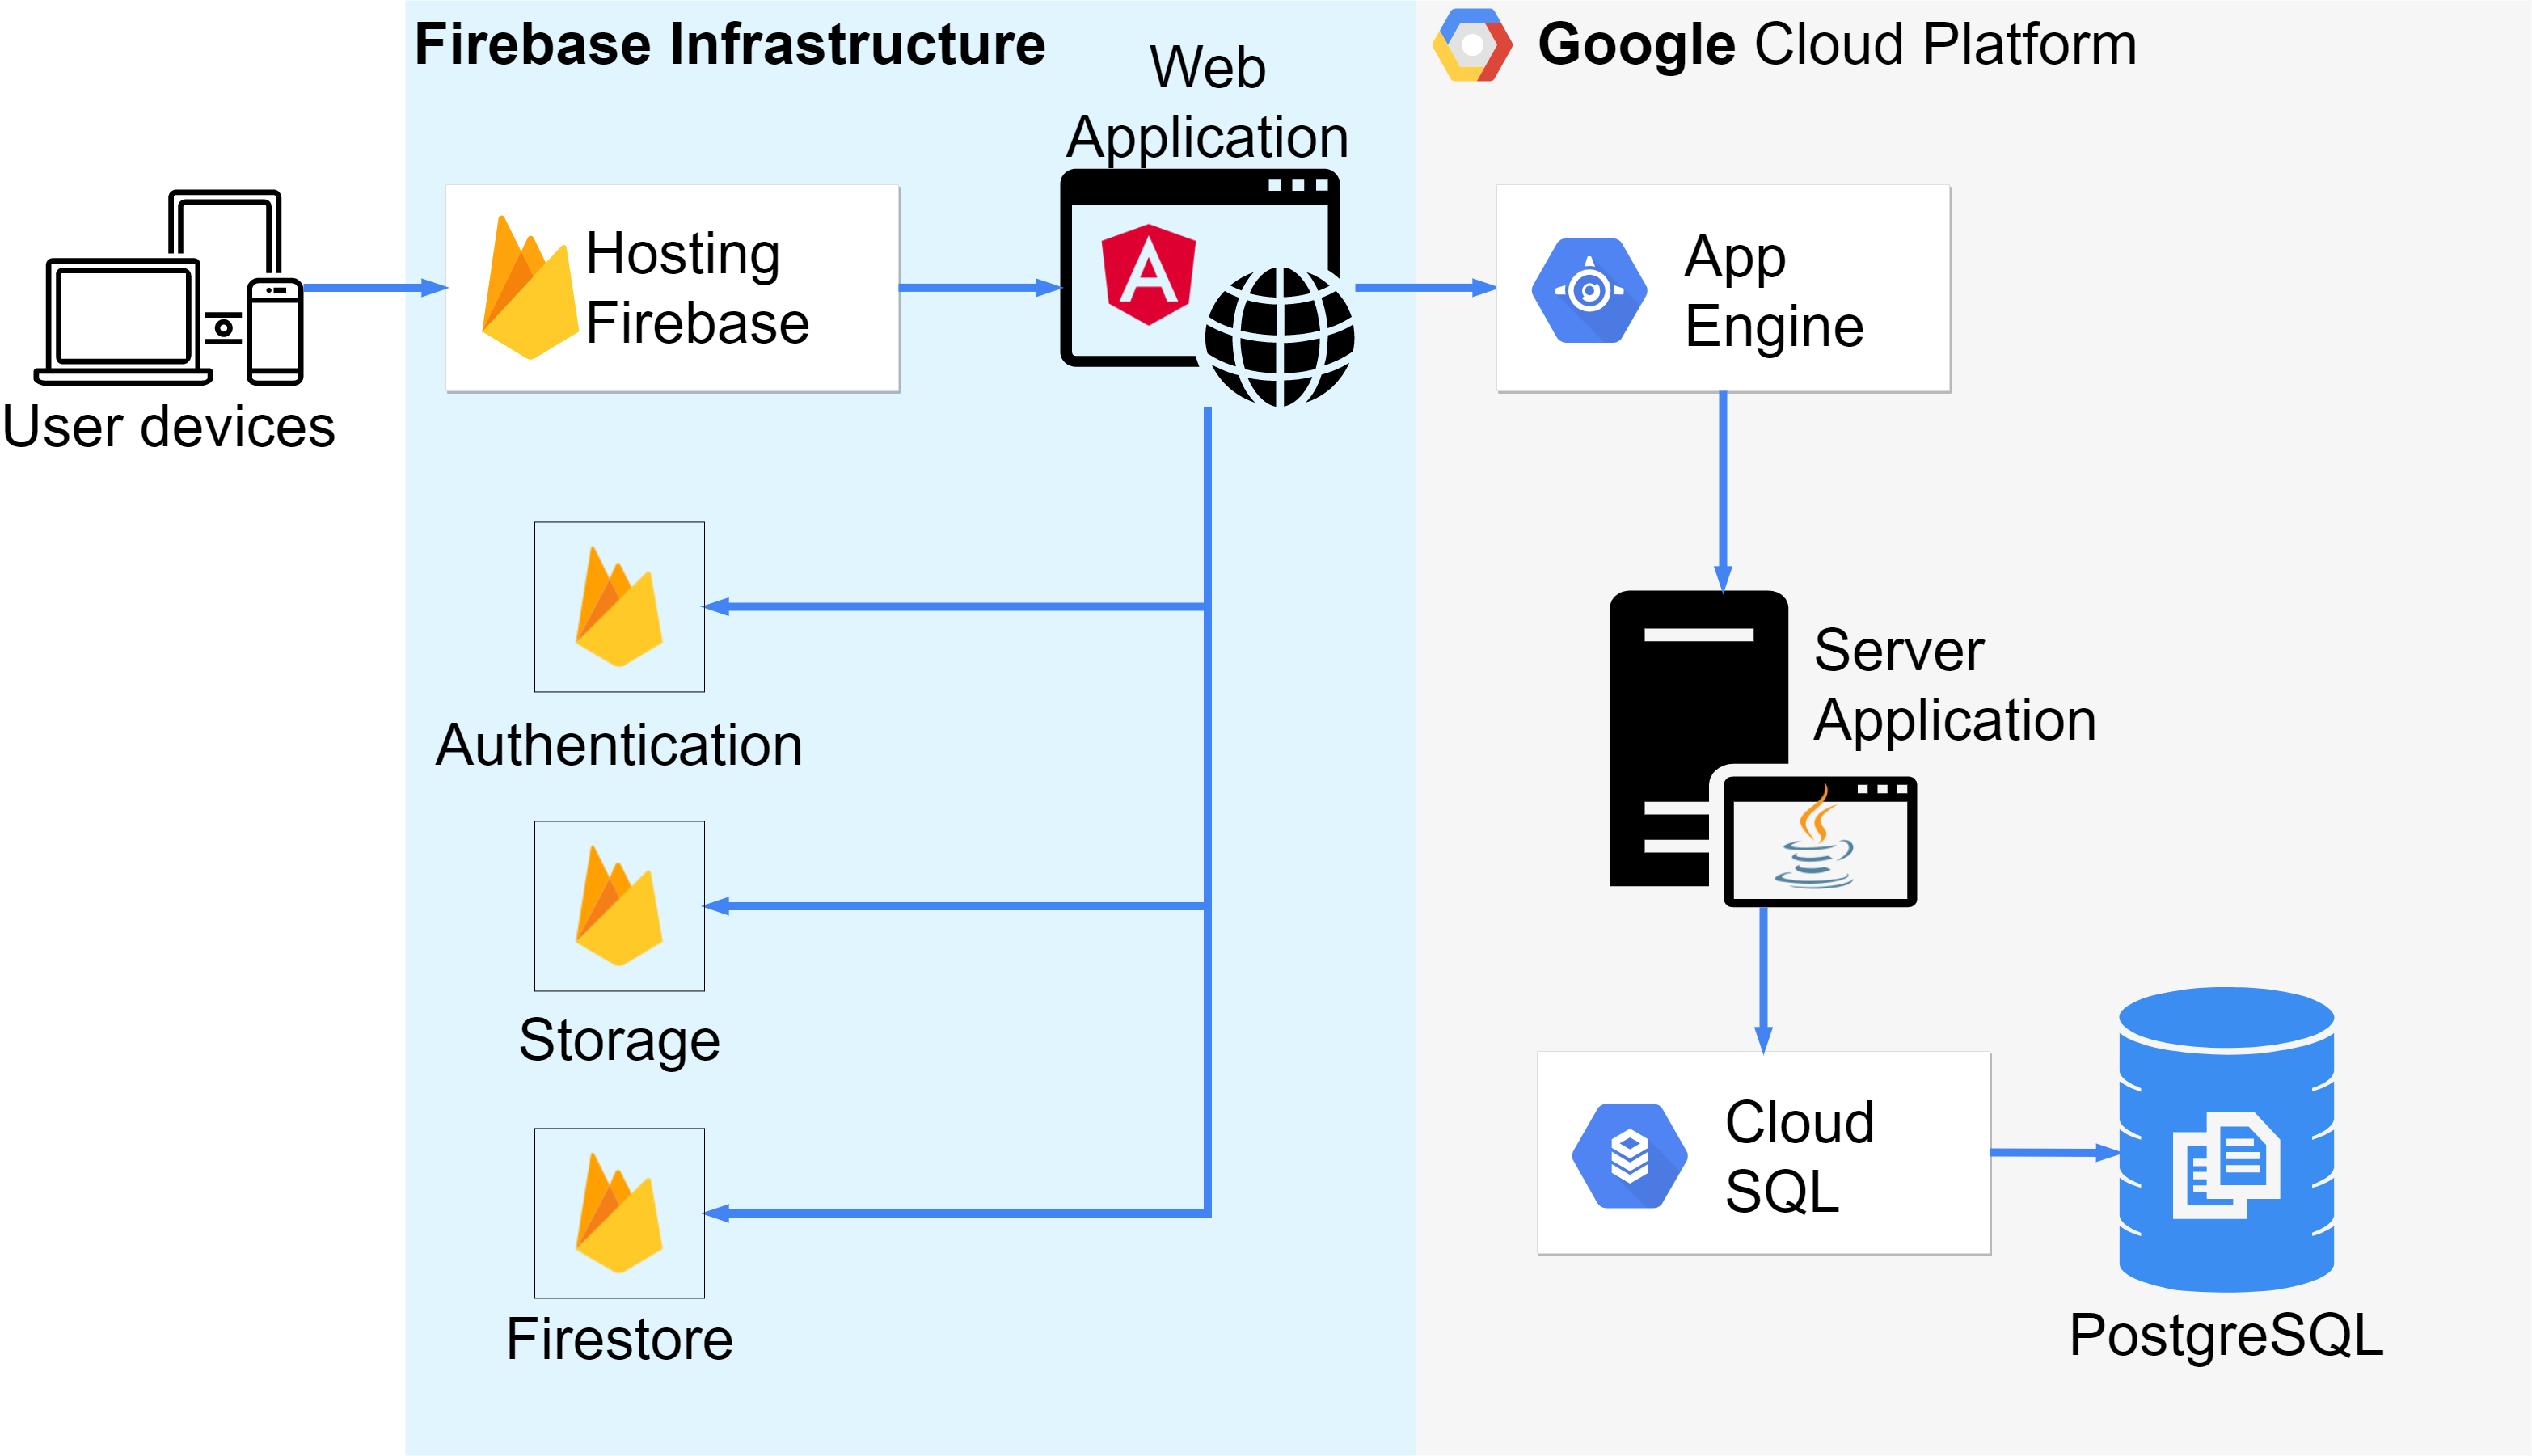 Firebase Infrastructure
Google Cloud Platform
Web
Application
Hosting
Firebase
App
Engine
User devices
Authentication
Server
Application
Storage
Cloud
SQL
Firestore
PostgreSQL